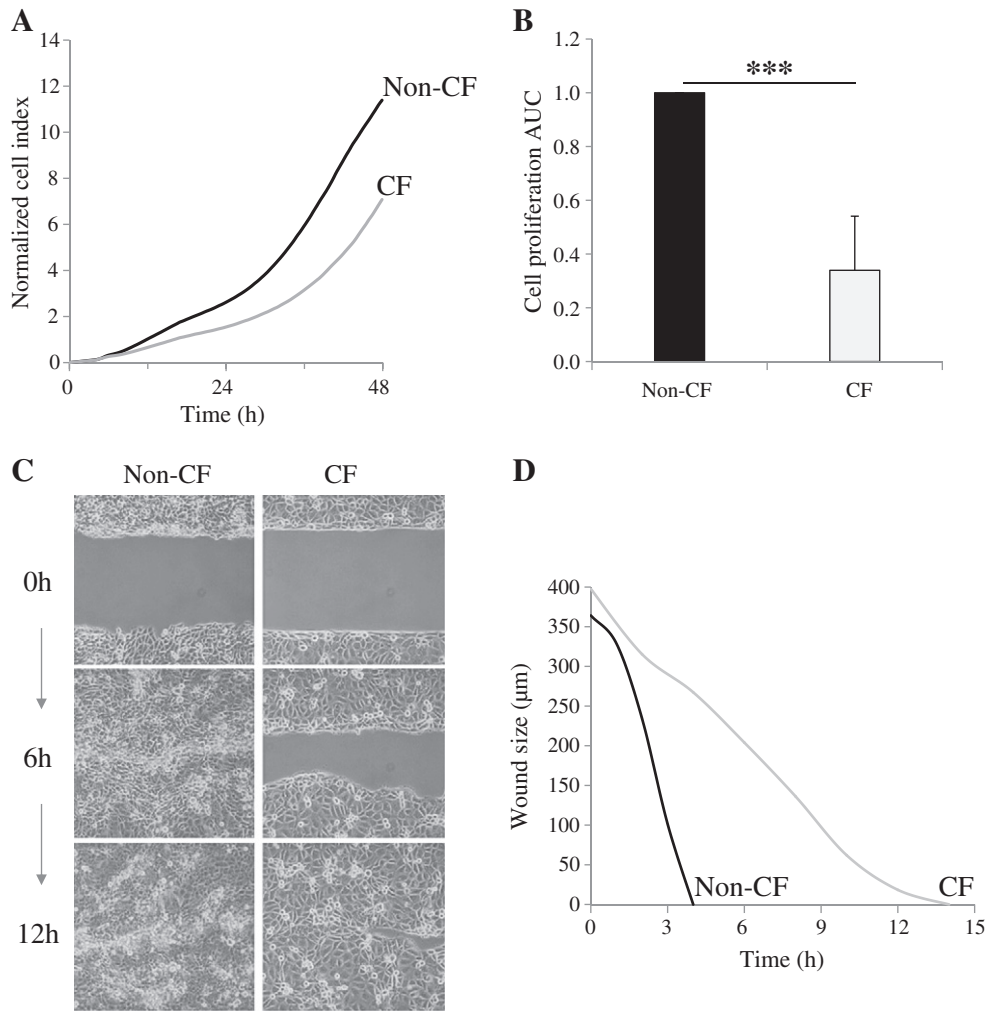 A
Normalized cell index
14
12
10
8
6
4
2
0
0
24
48
Time (h)
Non-CF
CF
B
Cell proliferation AUC
1.2
1.0
0.8
0.6
0.4
0.2
0.0
***
Non-CF
CF
C
Non-CF
CF
0h
6h
12h
D
Wound size (μm)
400
350
300
250
200
150
100
50
0
0
3
6
9
12
15
Time (h)
Non-CF
CF